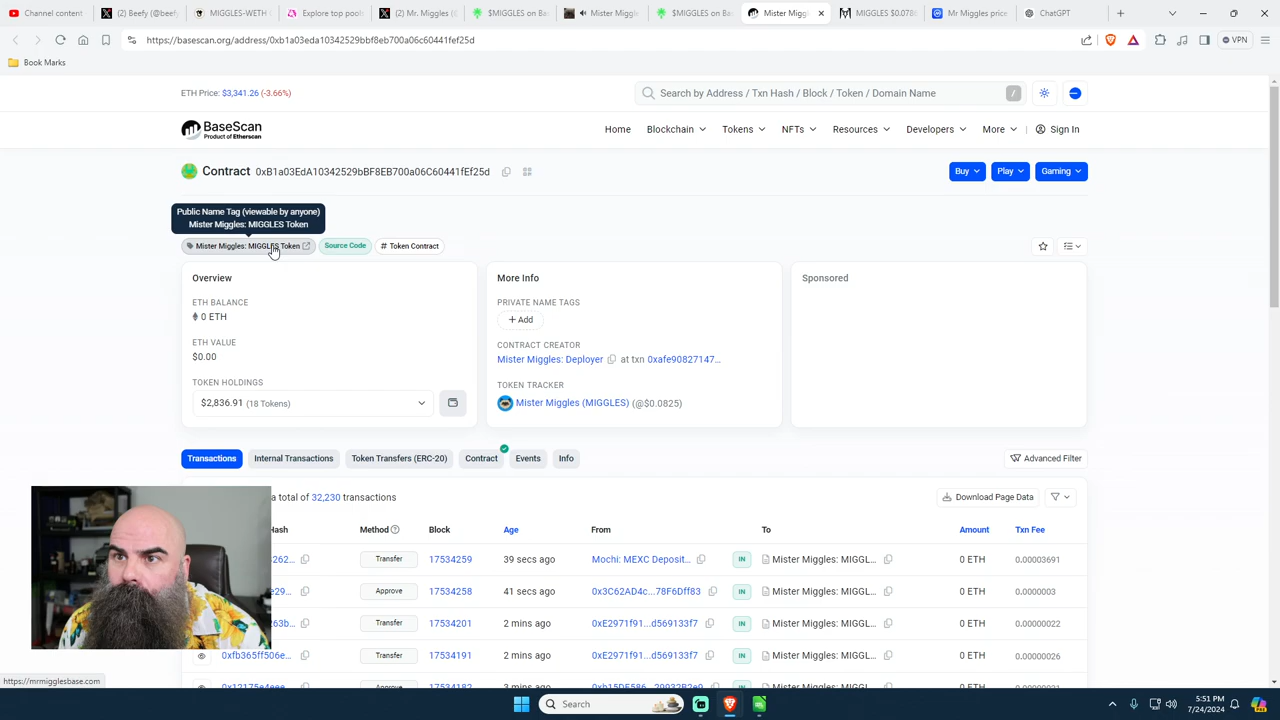 Channel content
(2) Beefy (@beefy
MIGGLES-WETH
Explore top pools
(2) Mr. Miggles (
$MIGGLES on
Mister Miggle
$MIGGLES on Bas
Mister Miggl
MIGGLES $0.078
Mr Miggles price
ChatGPT
https://basescan.org/address/0xb1a03eda10342529bbf8eb700a06c60441fef25d
VPN
Book Marks
ETH Price: $3,341.26 (-3.66%)
Search by Address / Txn Hash / Block / Token / Domain Name
/
BaseScan
Product of Etherscan
Home
Blockchain
Tokens
NFTs
Resources
Developers
More
Sign In
Contract 0xB1a03EdA10342529bBF8EB700a06C60441fEf25d
Buy
Play
Gaming
Public Name Tag (viewable by anyone)
Mister Miggles: MIGGLES Token
Mister Miggles: MIGGLES Token
Source Code
# Token Contract
Overview
ETH BALANCE
0 ETH
ETH VALUE
$0.00
TOKEN HOLDINGS
$2,836.91 (18 Tokens)
More Info
PRIVATE NAME TAGS
+ Add
CONTRACT CREATOR
Mister Miggles: Deployer at txn 0xafe90827147...
TOKEN TRACKER
Mister Miggles (MIGGLES) (@$0.0825)
Sponsored
Transactions
Internal Transactions
Token Transfers (ERC-20)
Contract
Events
Info
Advanced Filter
a total of 32,230 transactions
Download Page Data
Hash Method Block Age From To Amount Txn Fee
262... Transfer 17534259 39 secs ago Mochi: MEXC Deposit... IN Mister Miggles: MIGGL... 0 ETH 0.00003691
e29... Approve 17534258 41 secs ago 0x3C62AD4c...78F6Dff83 IN Mister Miggles: MIGGL... 0 ETH 0.0000003
263b... Transfer 17534201 2 mins ago 0xE2971f91...d569133f7 IN Mister Miggles: MIGGL... 0 ETH 0.00000022
0xfb365ff506e... Transfer 17534191 2 mins ago 0xE2971f91...d569133f7 IN Mister Miggles: MIGGL... 0 ETH 0.00000026
https://mrmigglesbase.com
Search
5:51 PM
7/24/2024